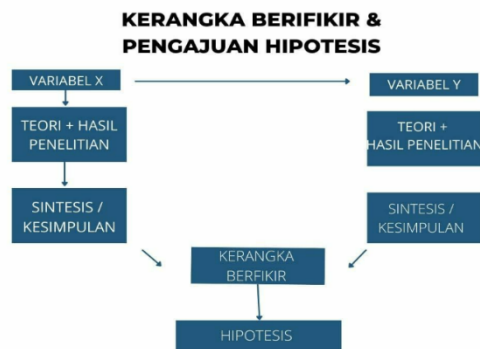 KERANGKA BERIFIKIR &
PENGAJUAN HIPOTESIS
VARIABEL X
VARIABEL Y
TEORI + HASIL
PENELITIAN
TEORI +
HASIL PENELITIAN
SINTESIS /
KESIMPULAN
SINTESIS /
KESIMPULAN
KERANGKA
BERFIKIR
HIPOTESIS